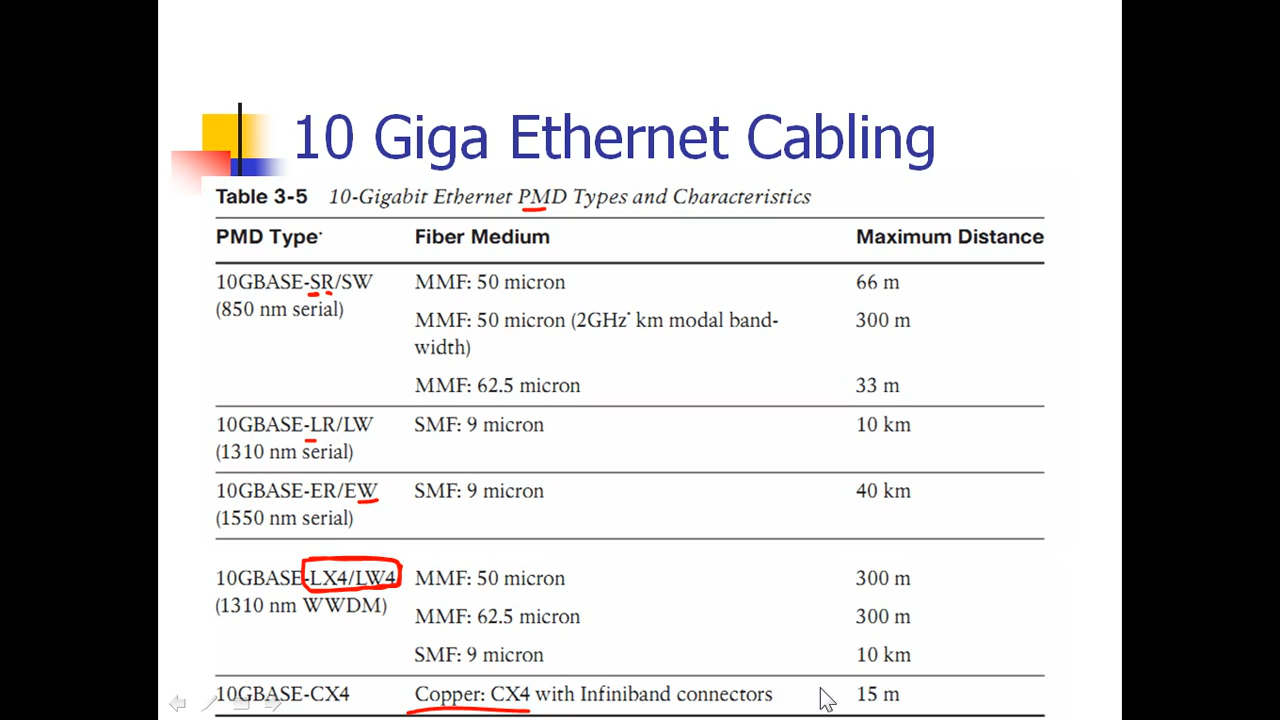 10 Giga Ethernet Cabling
Table 3-5 10-Gigabit Ethernet PMD Types and Characteristics
PMD Type* Fiber Medium Maximum Distance
10GBASE-SR/SW MMF: 50 micron 66 m
(850 nm serial)
MMF: 50 micron (2GHz* km modal band- 300 m
width)
MMF: 62.5 micron 33 m
10GBASE-LR/LW SMF: 9 micron 10 km
(1310 nm serial)
10GBASE-ER/EW SMF: 9 micron 40 km
(1550 nm serial)
10GBASE-LX4/LW4 MMF: 50 micron 300 m
(1310 nm WWDM)
MMF: 62.5 micron 300 m
SMF: 9 micron 10 km
10GBASE-CX4 Copper: CX4 with Infiniband connectors 15 m